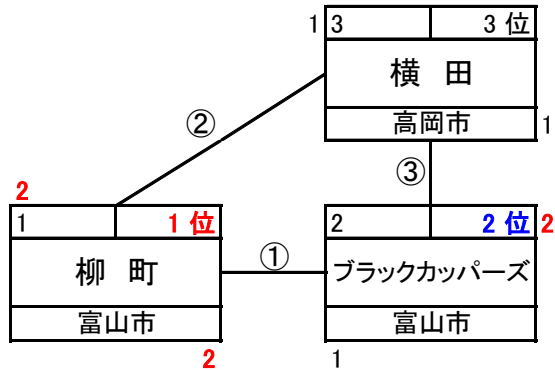 1 3 3 位
横 田
高岡市 1
②
③
2
1 1 位
2 2 位 2
柳 町
①
ブラックカッパーズ
富山市
富山市
2
1